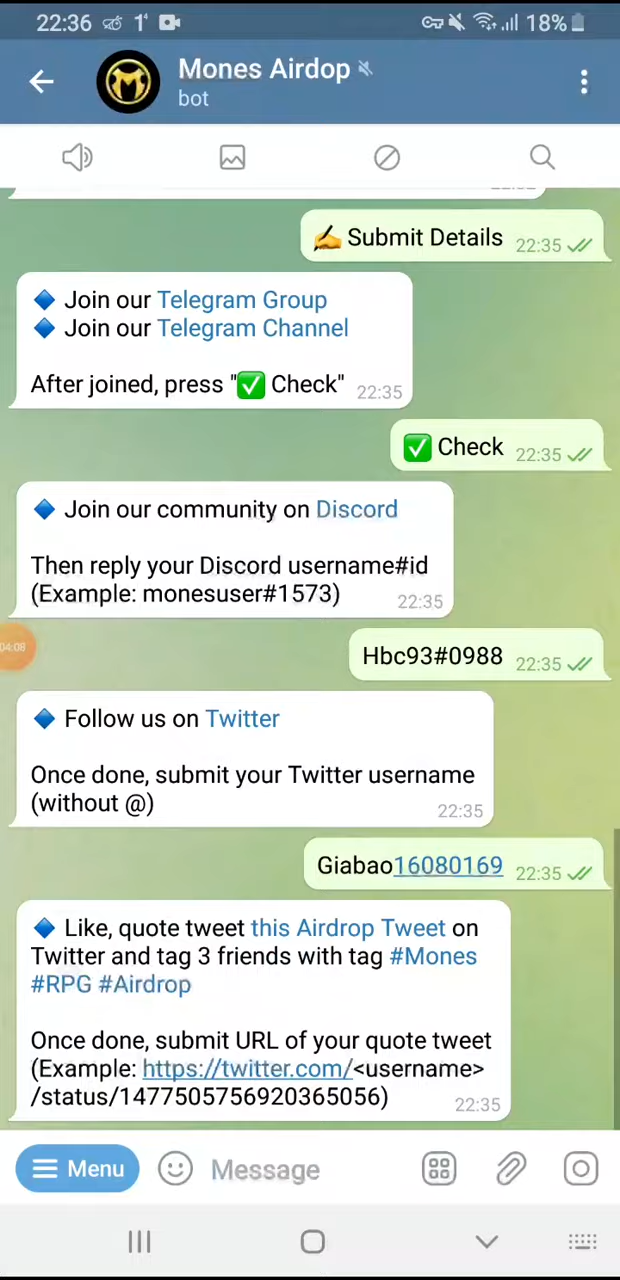 22:36
18%
Mones Airdop
bot
✍️ Submit Details 22:35
🔷 Join our Telegram Group
🔷 Join our Telegram Channel
After joined, press "✅ Check" 22:35
✅ Check 22:35
🔷 Join our community on Discord
Then reply your Discord username#id
(Example: monesuser#1573) 22:35
04:08
Hbc93#0988 22:35
🔷 Follow us on Twitter
Once done, submit your Twitter username
(without @) 22:35
Giabao16080169 22:35
🔷 Like, quote tweet this Airdrop Tweet on
Twitter and tag 3 friends with tag #Mones
#RPG #Airdrop
Once done, submit URL of your quote tweet
(Example: https://twitter.com/<username>
/status/1477505756920365056) 22:35
Menu
Message